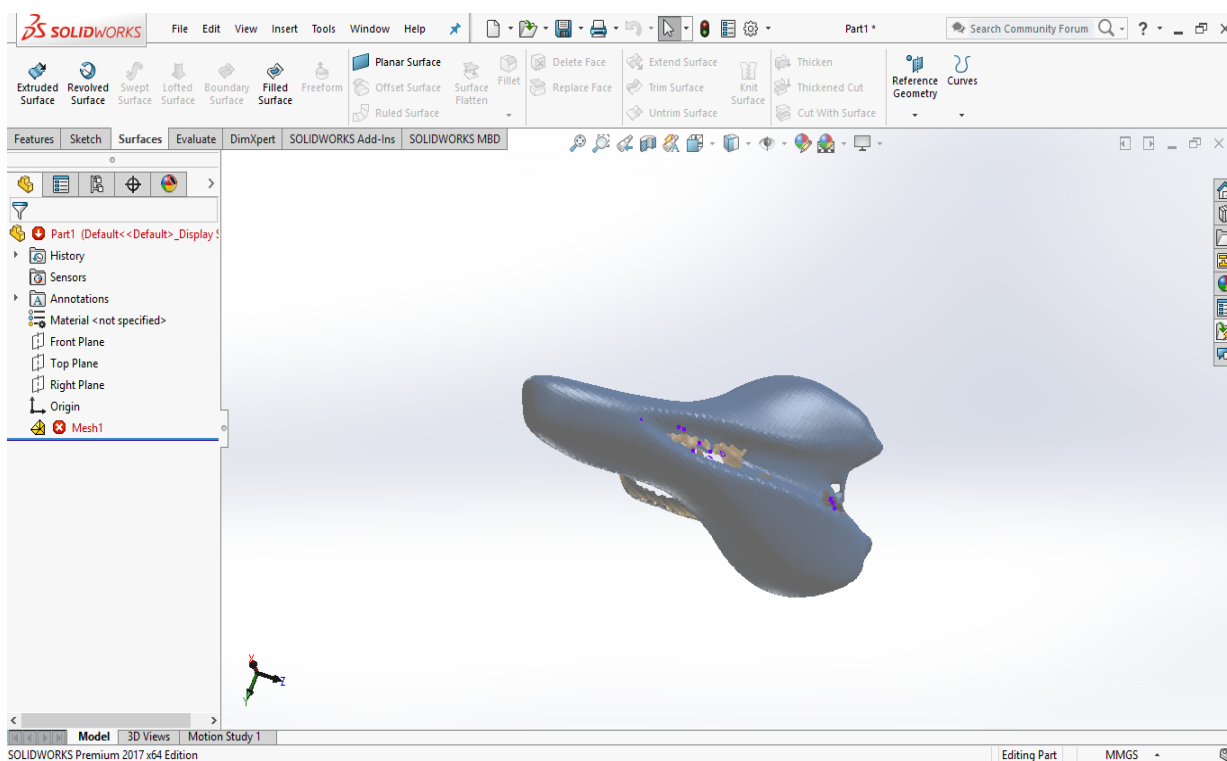 SOLIDWORKS File Edit View Insert Tools Window Help Part1 * Search Community Forum ?
Extruded Surface
Revolved Surface
Swept Surface
Lofted Surface
Boundary Surface
Filled Surface
Freeform
Planar Surface
Offset Surface
Ruled Surface
Surface Flatten
Fillet
Delete Face
Replace Face
Extend Surface
Trim Surface
Untrim Surface
Knit Surface
Thicken
Thickened Cut
Cut With Surface
Reference Geometry
Curves
Features Sketch Surfaces Evaluate DimXpert SOLIDWORKS Add-Ins SOLIDWORKS MBD
Part1 (Default<<Default>_Display S
History
Sensors
Annotations
Material <not specified>
Front Plane
Top Plane
Right Plane
Origin
Mesh1
X
Z
Y
Model 3D Views Motion Study 1
SOLIDWORKS Premium 2017 x64 Edition Editing Part MMGS